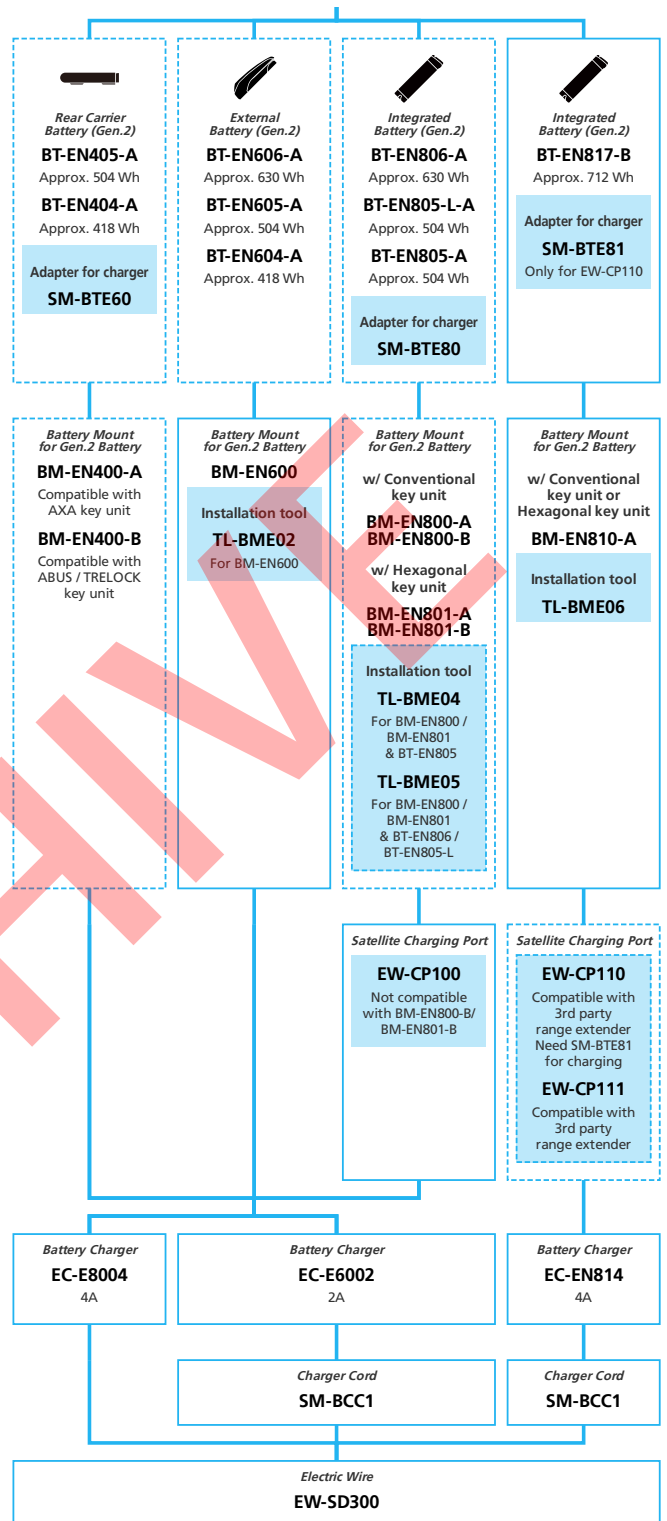 Rear Carrier
Battery (Gen.2)
BT-EN405-A
Approx. 504 Wh
BT-EN404-A
Approx. 418 Wh
Adapter for charger
SM-BTE60
External
Battery (Gen.2)
BT-EN606-A
Approx. 630 Wh
BT-EN605-A
Approx. 504 Wh
BT-EN604-A
Approx. 418 Wh
Integrated
Battery (Gen.2)
BT-EN806-A
Approx. 630 Wh
BT-EN805-L-A
Approx. 504 Wh
BT-EN805-A
Approx. 504 Wh
Adapter for charger
SM-BTE80
Integrated
Battery (Gen.2)
BT-EN817-B
Approx. 712 Wh
Adapter for charger
SM-BTE81
Only for EW-CP110
Battery Mount
for Gen.2 Battery
BM-EN400-A
Compatible with
AXA key unit
BM-EN400-B
Compatible with
ABUS / TRELOCK
key unit
Battery Mount
for Gen.2 Battery
BM-EN600
Installation tool
TL-BME02
For BM-EN600
Battery Mount
for Gen.2 Battery
w/ Conventional
key unit
BM-EN800-A
BM-EN800-B
w/ Hexagonal
key unit
BM-EN801-A
BM-EN801-B
Installation tool
TL-BME04
For BM-EN800 /
BM-EN801
& BT-EN805
TL-BME05
For BM-EN800 /
BM-EN801
& BT-EN806 /
BT-EN805-L
Battery Mount
for Gen.2 Battery
w/ Conventional
key unit or
Hexagonal key unit
BM-EN810-A
Installation tool
TL-BME06
Satellite Charging Port
EW-CP100
Not compatible
with BM-EN800-B/
BM-EN801-B
Satellite Charging Port
EW-CP110
Compatible with
3rd party
range extender
Need SM-BTE81
for charging
EW-CP111
Compatible with
3rd party
range extender
Battery Charger
EC-E8004
4A
Battery Charger
EC-E6002
2A
Battery Charger
EC-EN814
4A
Charger Cord
SM-BCC1
Charger Cord
SM-BCC1
Electric Wire
EW-SD300
HIVE